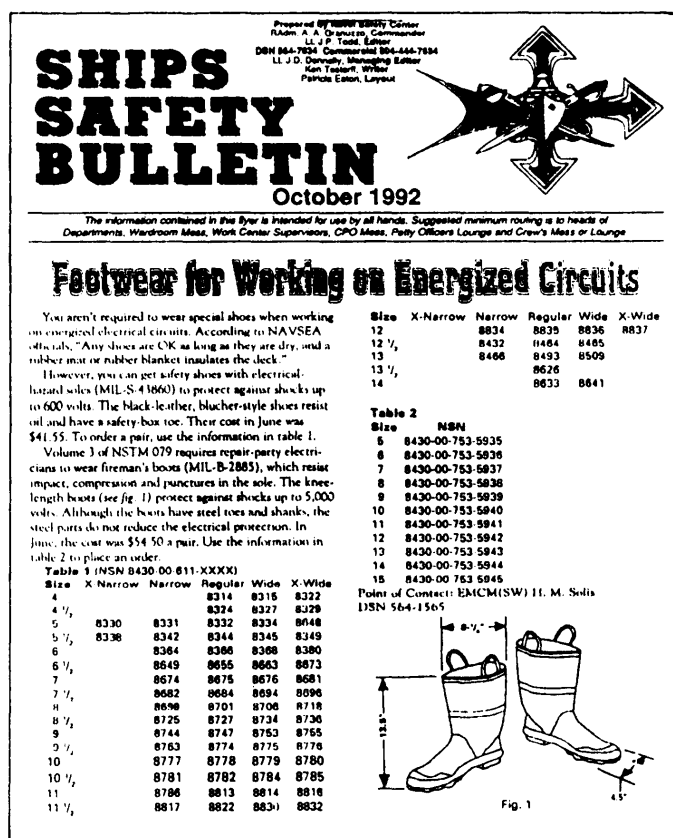 Prepared by Naval Safety Center
RAdm. A. A. Granuzzo, Commander
Lt. J.P. Todd, Editor
DSN 564-7634 Commercial 804-444-7634
Lt. J.D. Donnally, Managing Editor
Ken Testorff, Writer
Patricia Eaton, Layout
SHIPS
SAFETY
BULLETIN
October 1992
The information contained in this flyer is intended for use by all hands. Suggested minimum routing is to heads of
Departments, Wardroom Mess, Work Center Supervisors, CPO Mess, Petty Officers Lounge and Crew's Mess or Lounge
Footwear for Working on Energized Circuits
You aren't required to wear special shoes when working
on energized electrical circuits. According to NAVSEA
officials, "Any shoes are OK as long as they are dry, and a
rubber mat or rubber blanket insulates the deck."
However, you can get safety shoes with electrical-
hazard soles (MIL-S-43860) to protect against shocks up
to 600 volts. The black-leather, blucher-style shoes resist
oil and have a safety-box toe. Their cost in June was
$41.55. To order a pair, use the information in table 1.
Volume 3 of NSTM 079 requires repair-party electri-
cians to wear fireman's boots (MIL-B-2885), which resist
impact, compression and punctures in the sole. The knee-
length boots (see fig. 1) protect against shocks up to 5,000
volts. Although the boots have steel toes and shanks, the
steel parts do not reduce the electrical protection. In
June, the cost was $54.50 a pair. Use the information in
table 2 to place an order.
Table 1 (NSN 8430-00-611-XXXX)
Size X-Narrow Narrow Regular Wide X-Wide
4 8314 8316 8322
4 1/2 8324 8327 8329
5 8330 8331 8332 8334 8648
5 1/2 8338 8342 8344 8345 8349
6 8364 8366 8368 8380
6 1/2 8649 8655 8663 8673
7 8674 8675 8676 8681
7 1/2 8682 8684 8694 8696
8 8698 8701 8706 8718
8 1/2 8725 8727 8734 8736
9 8744 8747 8753 8755
9 1/2 8763 8774 8775 8776
10 8777 8778 8779 8780
10 1/2 8781 8782 8784 8785
11 8786 8813 8814 8816
11 1/2 8817 8822 8830 8832
Size X-Narrow Narrow Regular Wide X-Wide
12 8834 8835 8836 8837
12 1/2 8432 8464 8465
13 8466 8493 8509
13 1/2 8626
14 8633 8641
Table 2
Size NSN
5 8430-00-753-5935
6 8430-00-753-5936
7 8430-00-753-5937
8 8430-00-753-5938
9 8430-00-753-5939
10 8430-00-753-5940
11 8430-00-753-5941
12 8430-00-753-5942
13 8430-00-753-5943
14 8430-00-753-5944
15 8430-00-753-5945
Point of Contact: EMCM(SW) H. M. Solis
DSN 564-1565
13.5"
4.5"
Fig. 1